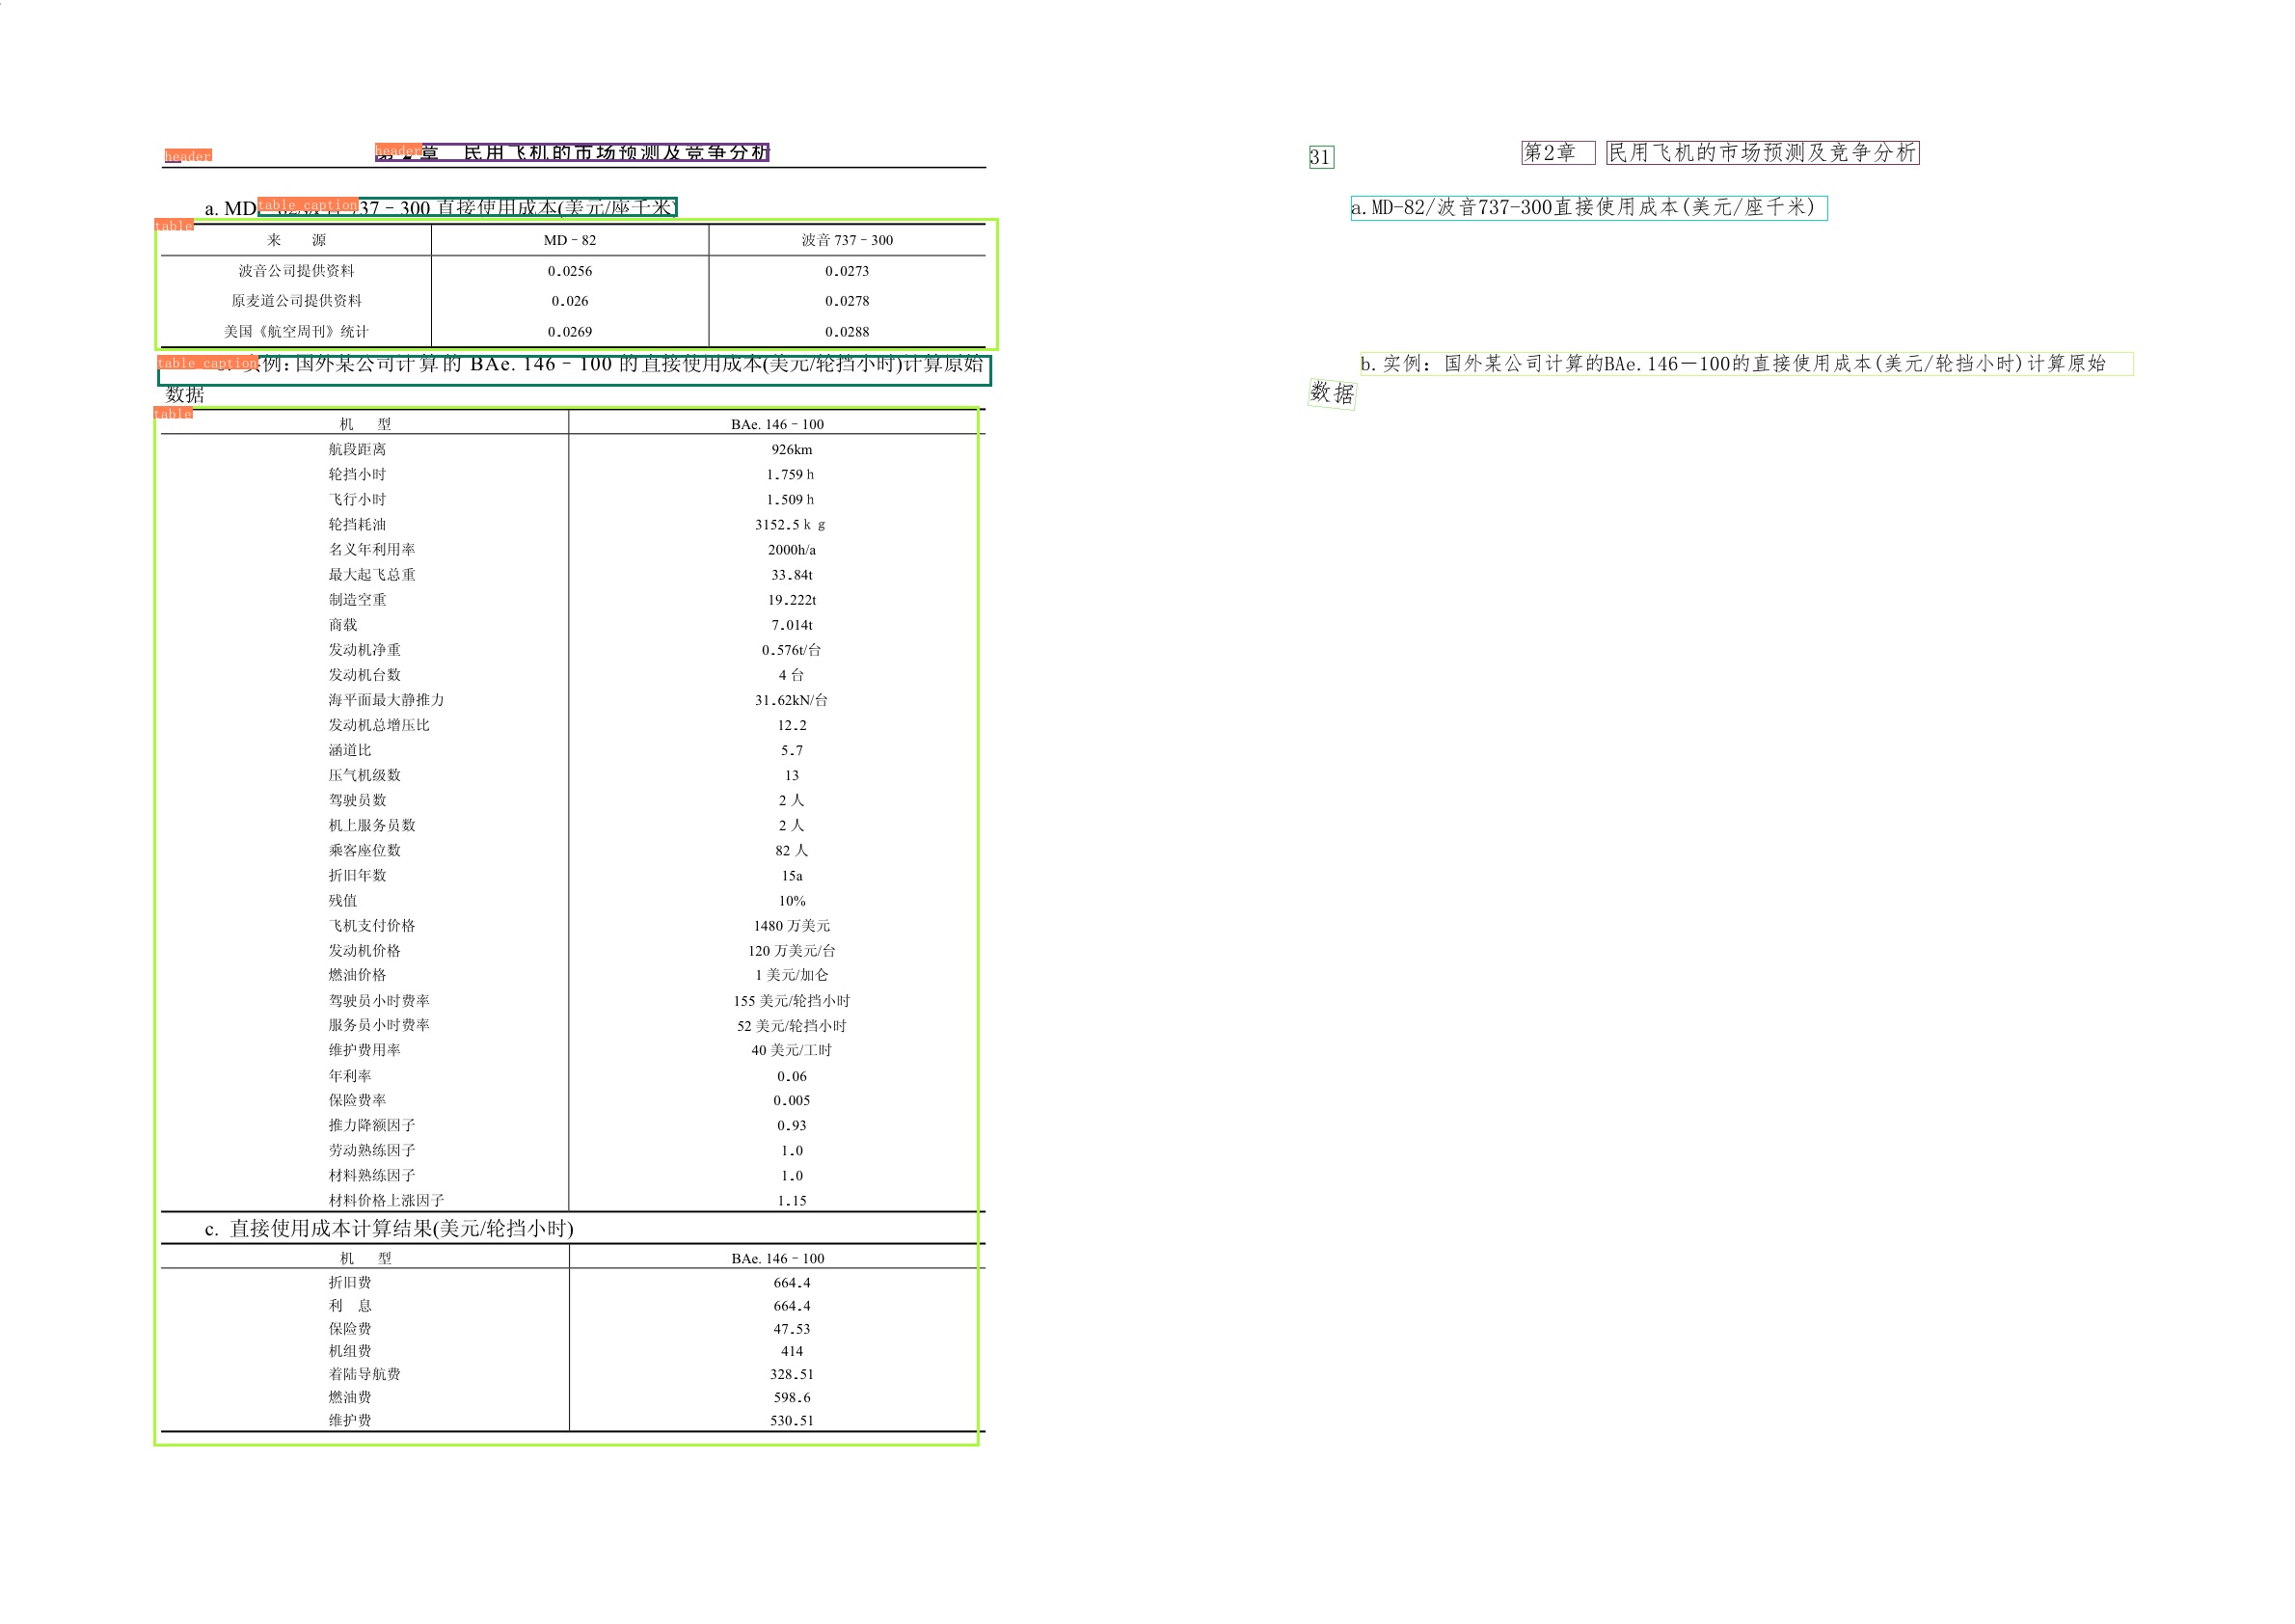 header
header 第 2 章 民用飞机的市场预测及竞争分析
table_caption
a. MD 37－300 直接使用成本(美元/座千米)
table
来 源 MD－82 波音 737－300
波音公司提供资料 0.0256 0.0273
原麦道公司提供资料 0.026 0.0278
美国《航空周刊》统计 0.0269 0.0288
table_caption
例: 国外某公司计算的 BAe. 146－100 的直接使用成本(美元/轮挡小时)计算原始
数据
table
机 型 BAe. 146－100
航段距离 926km
轮挡小时 1.759 h
飞行小时 1.509 h
轮挡耗油 3152.5 k g
名义年利用率 2000h/a
最大起飞总重 33.84t
制造空重 19.222t
商载 7.014t
发动机净重 0.576t/台
发动机台数 4 台
海平面最大静推力 31.62kN/台
发动机总增压比 12.2
涵道比 5.7
压气机级数 13
驾驶员数 2 人
机上服务员数 2 人
乘客座位数 82 人
折旧年数 15a
残值 10%
飞机支付价格 1480 万美元
发动机价格 120 万美元/台
燃油价格 1 美元/加仑
驾驶员小时费率 155 美元/轮挡小时
服务员小时费率 52 美元/轮挡小时
维护费用率 40 美元/工时
年利率 0.06
保险费率 0.005
推力降额因子 0.93
劳动熟练因子 1.0
材料熟练因子 1.0
材料价格上涨因子 1.15
c. 直接使用成本计算结果(美元/轮挡小时)
机 型 BAe. 146－100
折旧费 664.4
利 息 664.4
保险费 47.53
机组费 414
着陆导航费 328.51
燃油费 598.6
维护费 530.51
31 第2章 民用飞机的市场预测及竞争分析
a.MD-82/波音737-300直接使用成本(美元/座千米)
b.实例: 国外某公司计算的BAe.146－100的直接使用成本(美元/轮挡小时)计算原始
数据